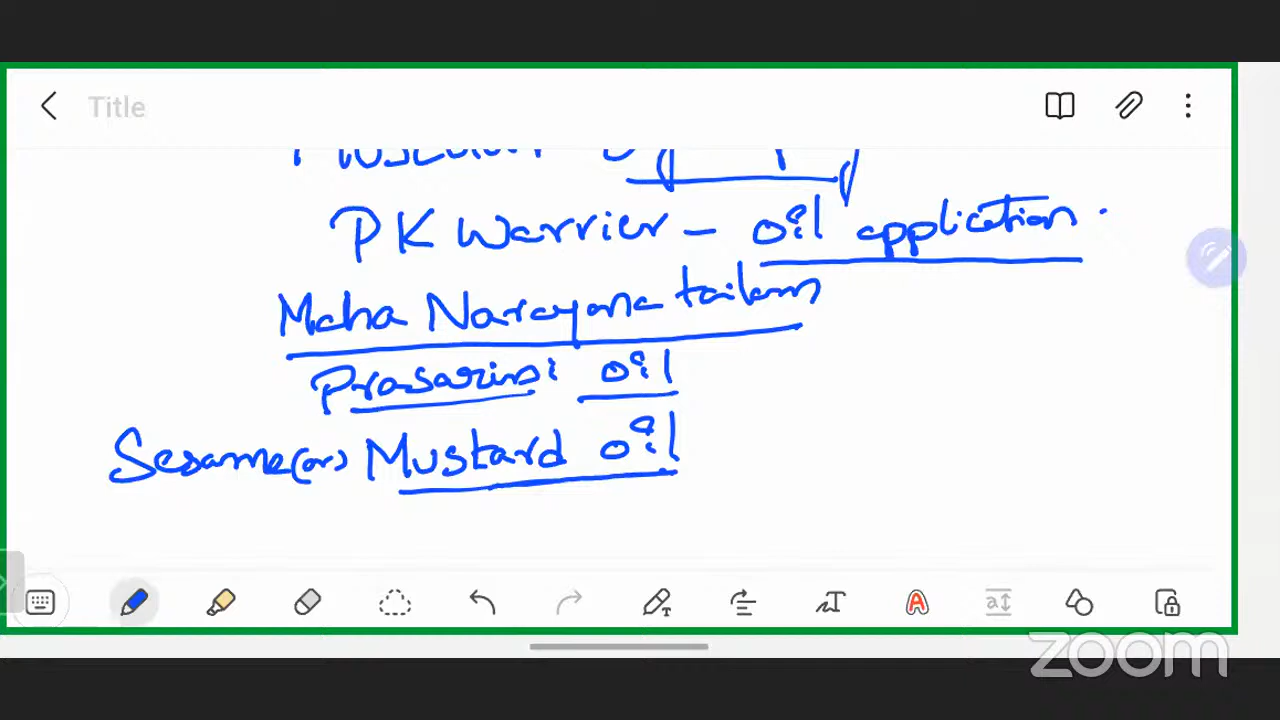 Title
PK Warrier - oil application.
Maha Narayana tailam
Prasarini oil
Sesame (or) Mustard oil
zoom